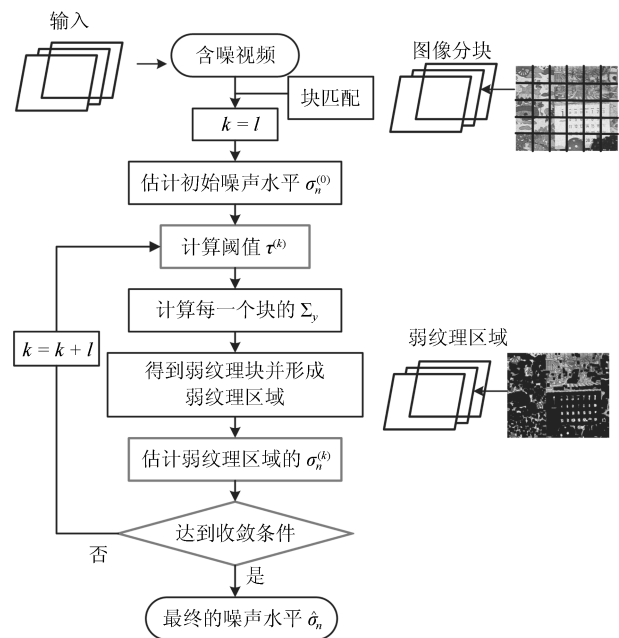 输入
含噪视频
图像分块
块匹配
k = l
估计初始噪声水平 σₙ⁽⁰⁾
计算阈值 τ⁽ᵏ⁾
计算每一个块的 Σᵧ
k = k + l
得到弱纹理块并形成
弱纹理区域
弱纹理区域
估计弱纹理区域的 σₙ⁽ᵏ⁾
达到收敛条件
否
是
最终的噪声水平 σ̂ₙ